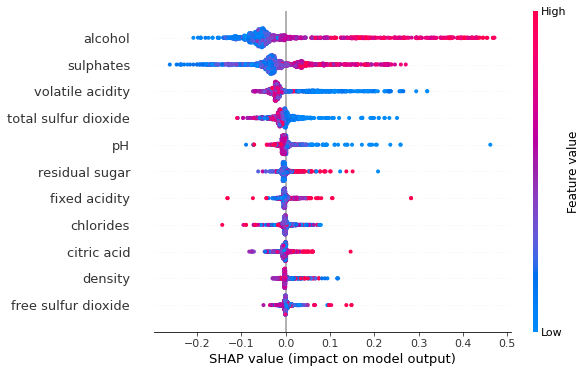 High
alcohol
sulphates
volatile acidity
total sulfur dioxide
pH
residual sugar
fixed acidity
chlorides
citric acid
density
free sulfur dioxide
Feature value
Low
−0.2 −0.1 0.0 0.1 0.2 0.3 0.4 0.5
SHAP value (impact on model output)